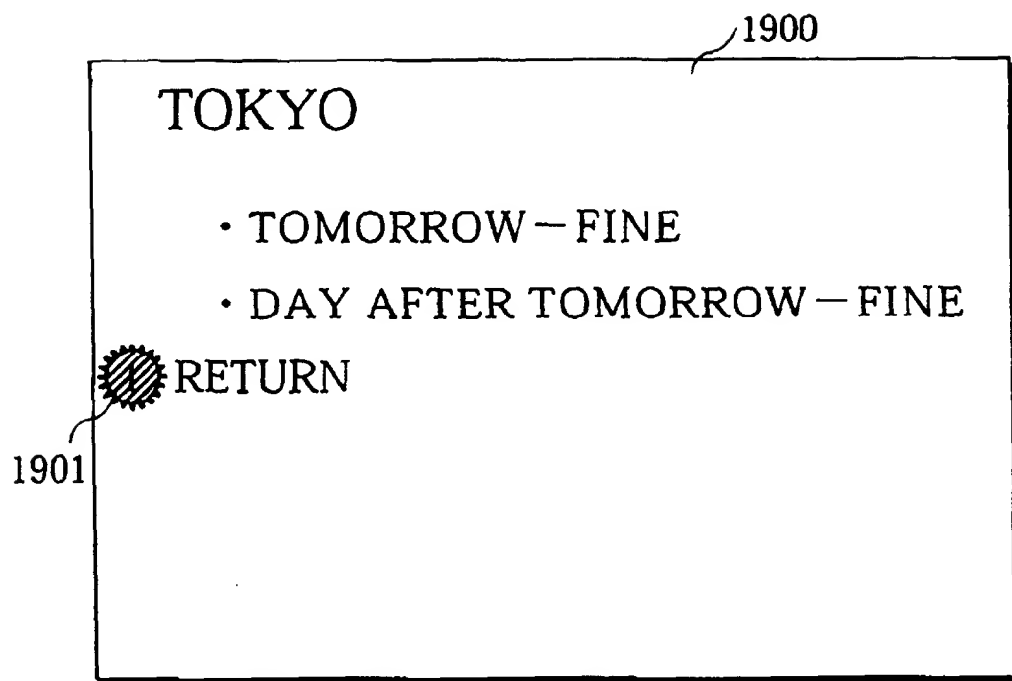 1900
TOKYO
· TOMORROW—FINE
· DAY AFTER TOMORROW—FINE
RETURN
1901